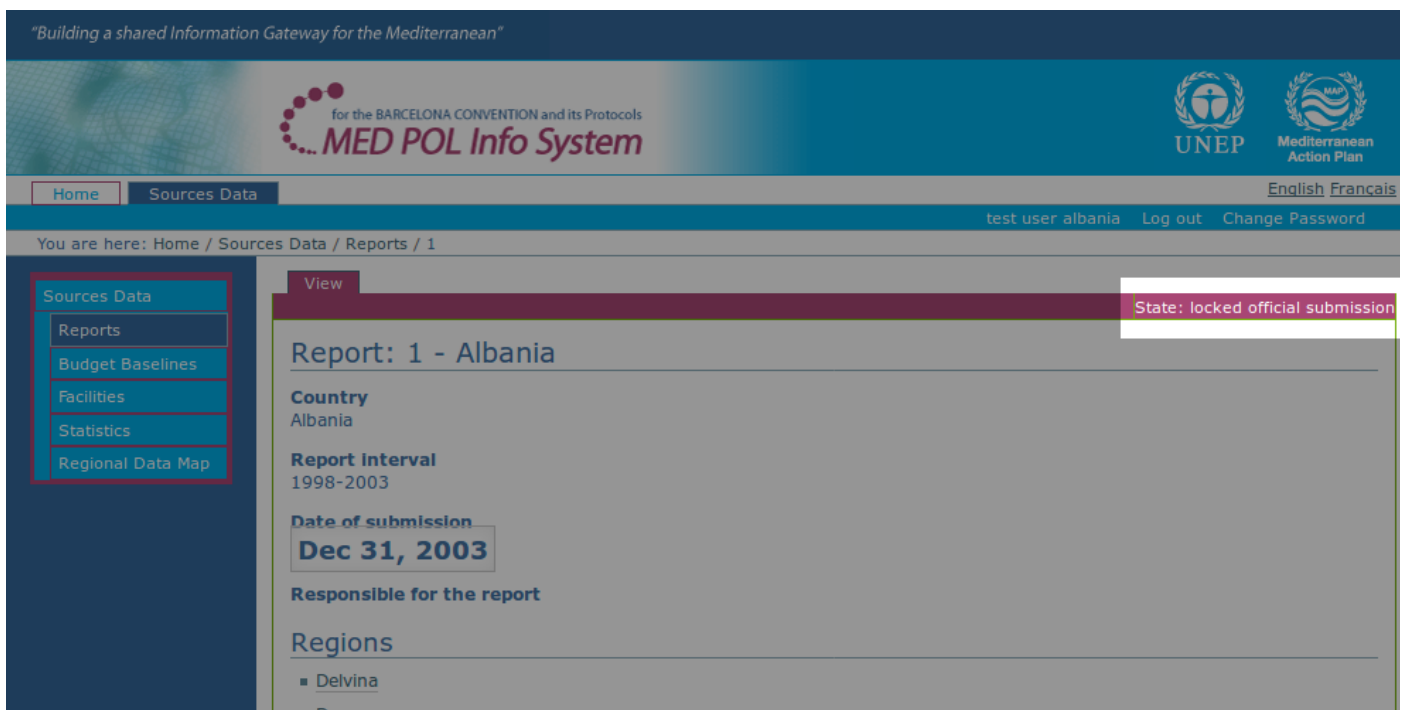 "Building a shared Information Gateway for the Mediterranean"
for the BARCELONA CONVENTION and its Protocols
MED POL Info System
UNEP
MAP
Mediterranean
Action Plan
Home Sources Data
English Français
test user albania Log out Change Password
You are here: Home / Sources Data / Reports / 1
Sources Data
Reports
Budget Baselines
Facilities
Statistics
Regional Data Map
View
State: locked official submission
Report: 1 - Albania
Country
Albania
Report interval
1998-2003
Date of submission
Dec 31, 2003
Responsible for the report
Regions
Delvina